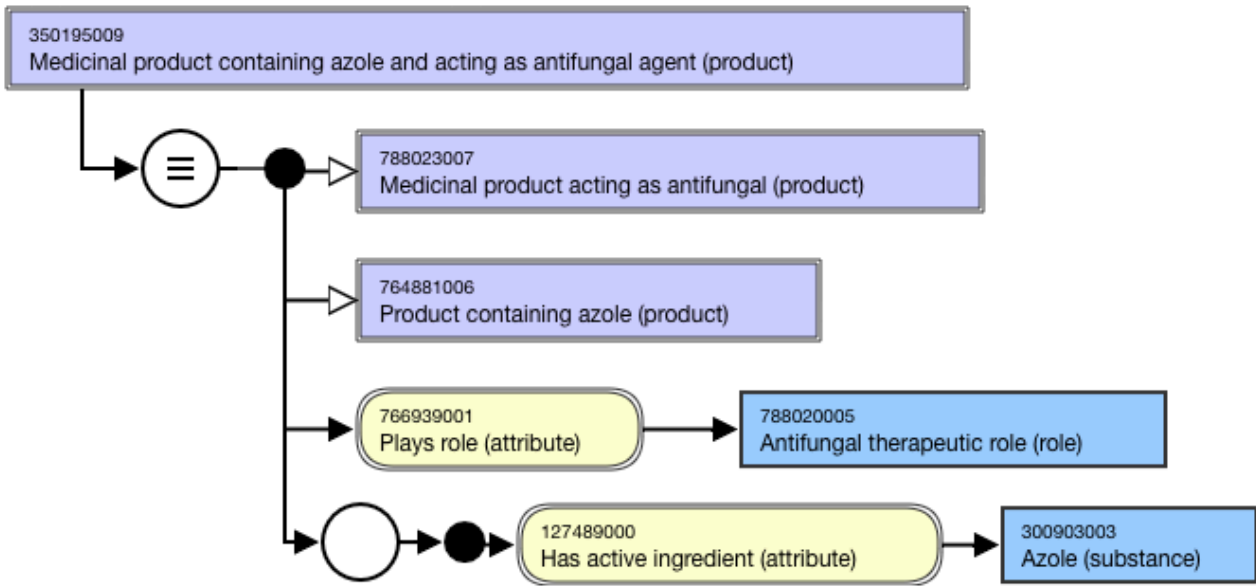 350195009
Medicinal product containing azole and acting as antifungal agent (product)
788023007
Medicinal product acting as antifungal (product)
764881006
Product containing azole (product)
766939001
Plays role (attribute)
788020005
Antifungal therapeutic role (role)
127489000
Has active ingredient (attribute)
300903003
Azole (substance)